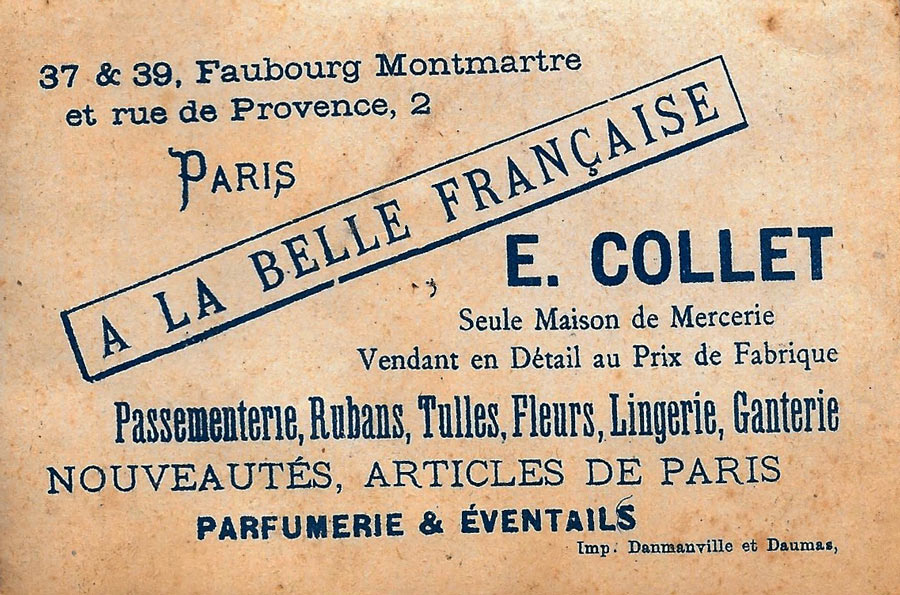 37 & 39, Faubourg Montmartre
et rue de Provence, 2
PARIS
A LA BELLE FRANÇAISE
E. COLLET
Seule Maison de Mercerie
Vendant en Détail au Prix de Fabrique
Passementerie, Rubans, Tulles, Fleurs, Lingerie, Ganterie
NOUVEAUTÉS, ARTICLES DE PARIS
PARFUMERIE & ÉVENTAILS
Imp. Danmanville et Daumas,